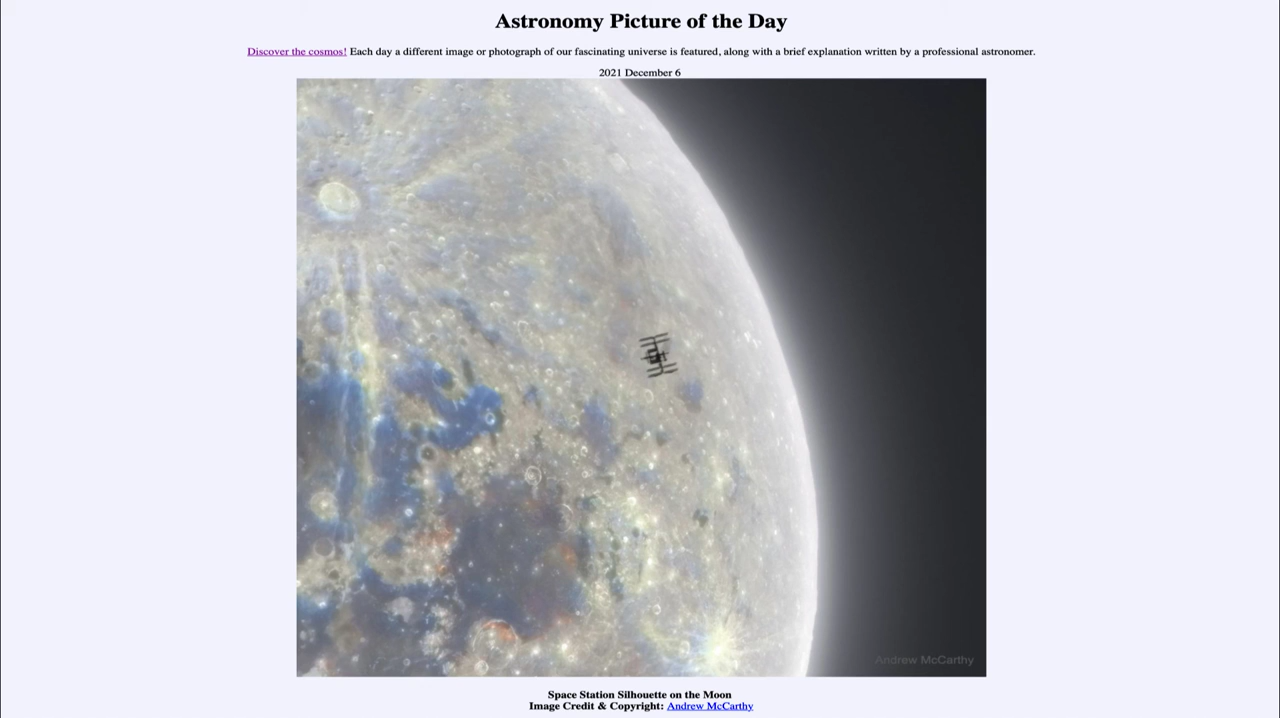 Astronomy Picture of the Day
Discover the cosmos! Each day a different image or photograph of our fascinating universe is featured, along with a brief explanation written by a professional astronomer.
2021 December 6
Andrew McCarthy
Space Station Silhouette on the Moon
Image Credit & Copyright: Andrew McCarthy